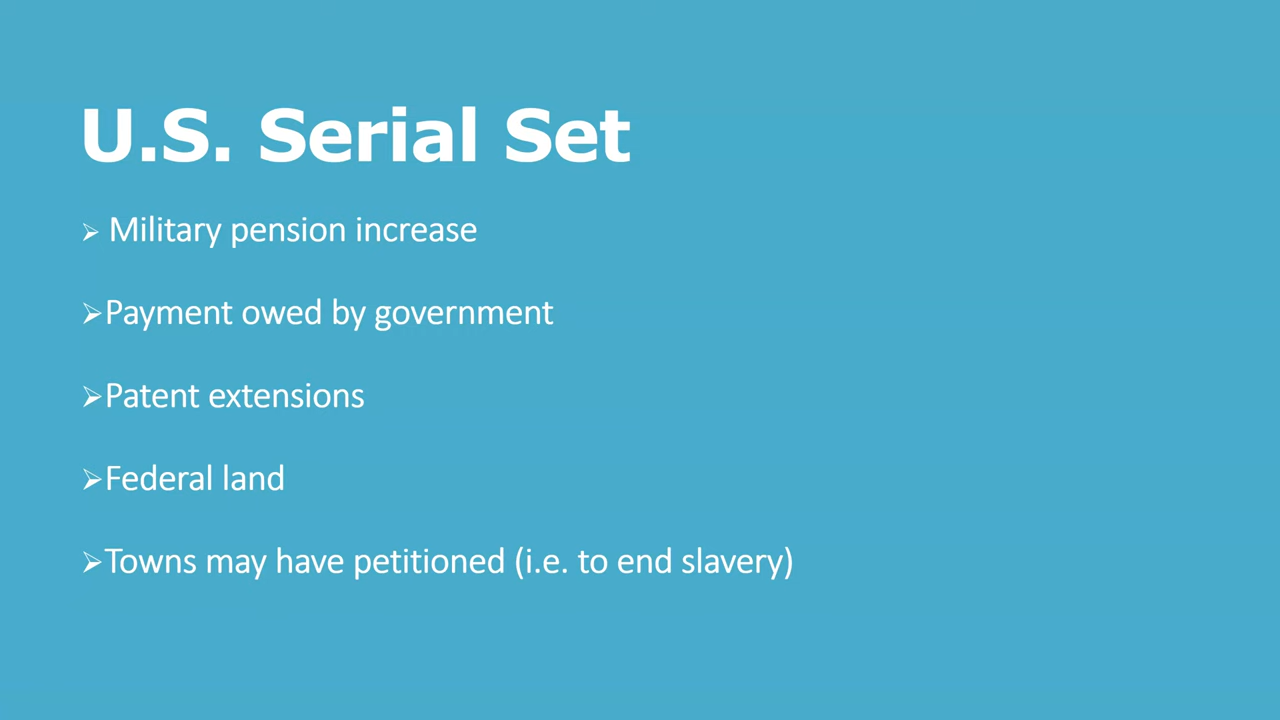 U.S. Serial Set
➢ Military pension increase
➢Payment owed by government
➢Patent extensions
➢Federal land
➢Towns may have petitioned (i.e. to end slavery)